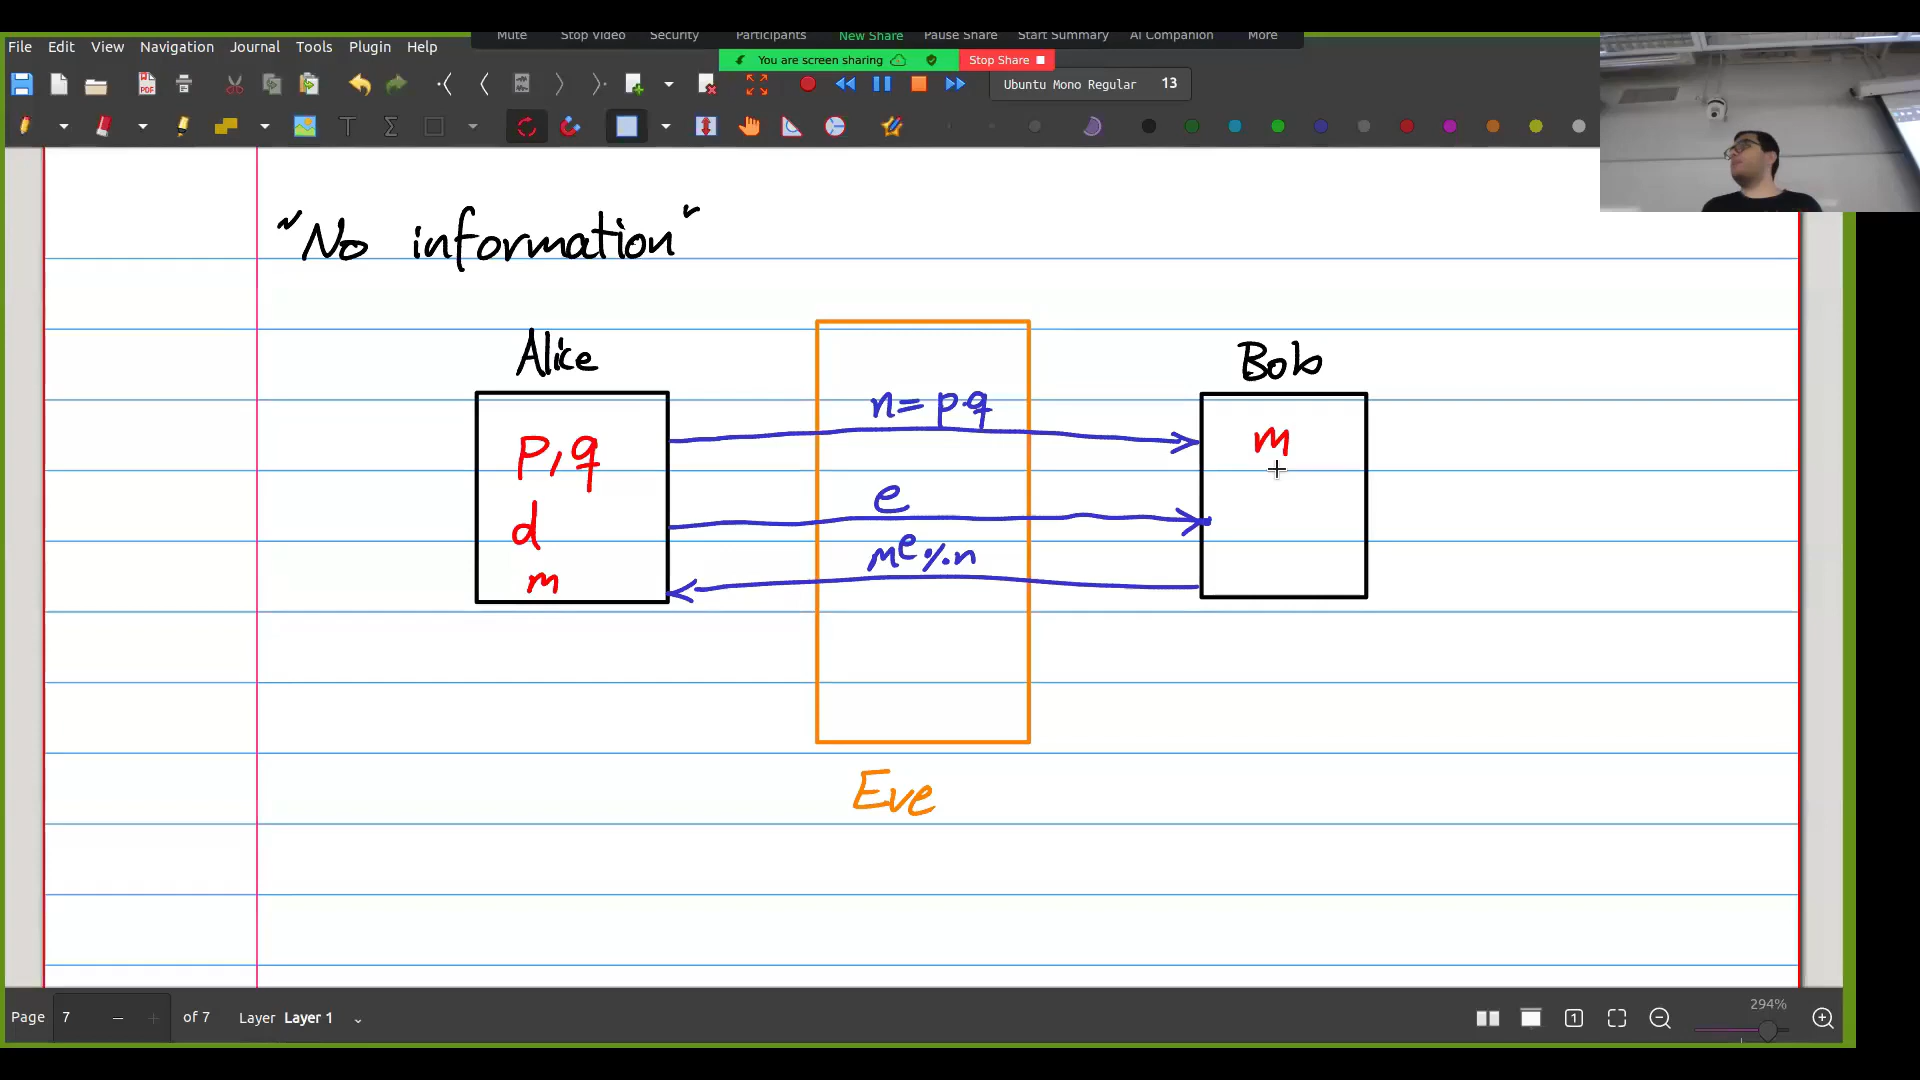 Mute Stop Video Security Participants New Share Pause Share Start Summary AI Companion More
File Edit View Navigation Journal Tools Plugin Help
You are screen sharing Stop Share
PDF Ubuntu Mono Regular 13
T Σ
"No information"
Alice Bob
n = p.q
p,q m
e
d
m^e % n
m
Eve
Page 7 of 7 Layer Layer 1 1 294%